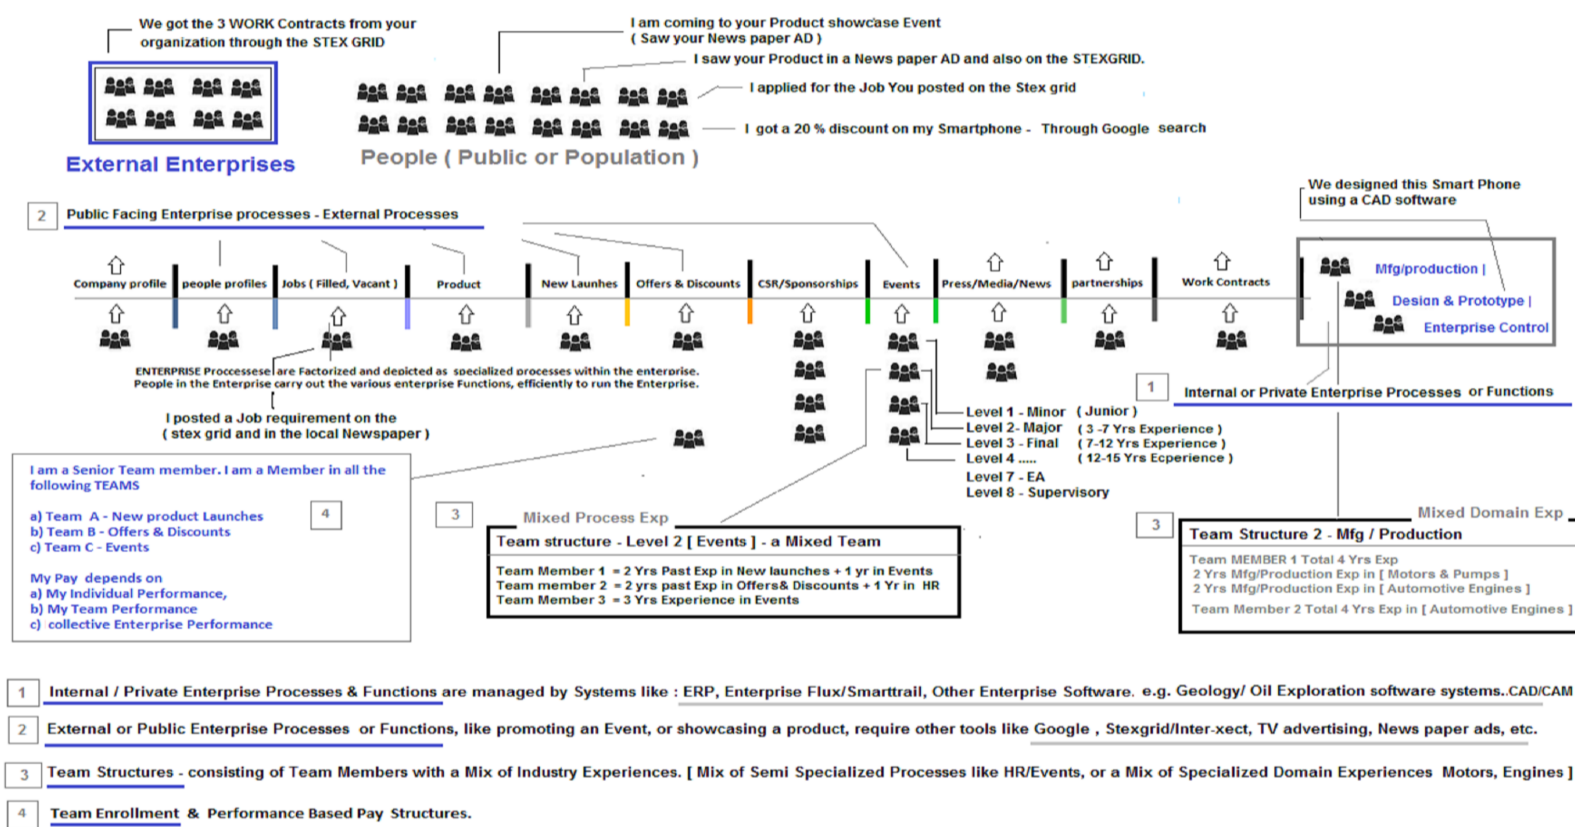 We got the 3 WORK Contracts from your
organization through the STEX GRID
External Enterprises
I am coming to your Product showcase Event
( Saw your News paper AD )
I saw your Product in a News paper AD and also on the STEXGRID.
I applied for the Job You posted on the Stex grid
I got a 20 % discount on my Smartphone - Through Google search
People ( Public or Population )
We designed this Smart Phone
using a CAD software
2 Public Facing Enterprise processes - External Processes
Company profile
people profiles
Jobs ( Filled, Vacant )
Product
New Launhes
Offers & Discounts
CSR/Sponsorships
Events
Press/Media/News
partnerships
Work Contracts
Mfg/production |
Design & Prototype |
Enterprise Control
ENTERPRISE Proccessesel are Factorized and depicted as specialized processes within the enterprise.
People in the Enterprise carry out the various enterprise Functions, efficiently to run the Enterprise.
I posted a Job requirement on the
( stex grid and in the local Newspaper )
1 Internal or Private Enterprise Processes or Functions
Level 1 - Minor ( Junior )
Level 2- Major ( 3 -7 Yrs Experience )
Level 3 - Final ( 7-12 Yrs Experience )
Level 4 ..... ( 12-15 Yrs Ecperience )
Level 7 - EA
Level 8 - Supervisory
I am a Senior Team member. I am a Member in all the
following TEAMS
a) Team A - New product Launches
b) Team B - Offers & Discounts
c) Team C - Events
My Pay depends on
a) My Individual Performance,
b) My Team Performance
c) collective Enterprise Performance
4
3 Mixed Process Exp
Team structure - Level 2 [ Events ] - a Mixed Team
Team Member 1 = 2 Yrs Past Exp in New launches + 1 yr in Events
Team member 2 = 2 yrs past Exp in Offers& Discounts + 1 Yr in HR
Team Member 3 = 3 Yrs Experience in Events
3 Mixed Domain Exp
Team Structure 2 - Mfg / Production
Team MEMBER 1 Total 4 Yrs Exp
2 Yrs Mfg/Production Exp in [ Motors & Pumps ]
2 Yrs Mfg/Production Exp in [ Automotive Engines ]
Team Member 2 Total 4 Yrs Exp in [ Automotive Engines ]
1 Internal / Private Enterprise Processes & Functions are managed by Systems like : ERP, Enterprise Flux/Smarttrail, Other Enterprise Software. e.g. Geology/ Oil Exploration software systems..CAD/CAM
2 External or Public Enterprise Processes or Functions, like promoting an Event, or showcasing a product, require other tools like Google , Stexgrid/Inter-xect, TV advertising, News paper ads, etc.
3 Team Structures - consisting of Team Members with a Mix of Industry Experiences. [ Mix of Semi Specialized Processes like HR/Events, or a Mix of Specialized Domain Experiences Motors, Engines ]
4 Team Enrollment & Performance Based Pay Structures.